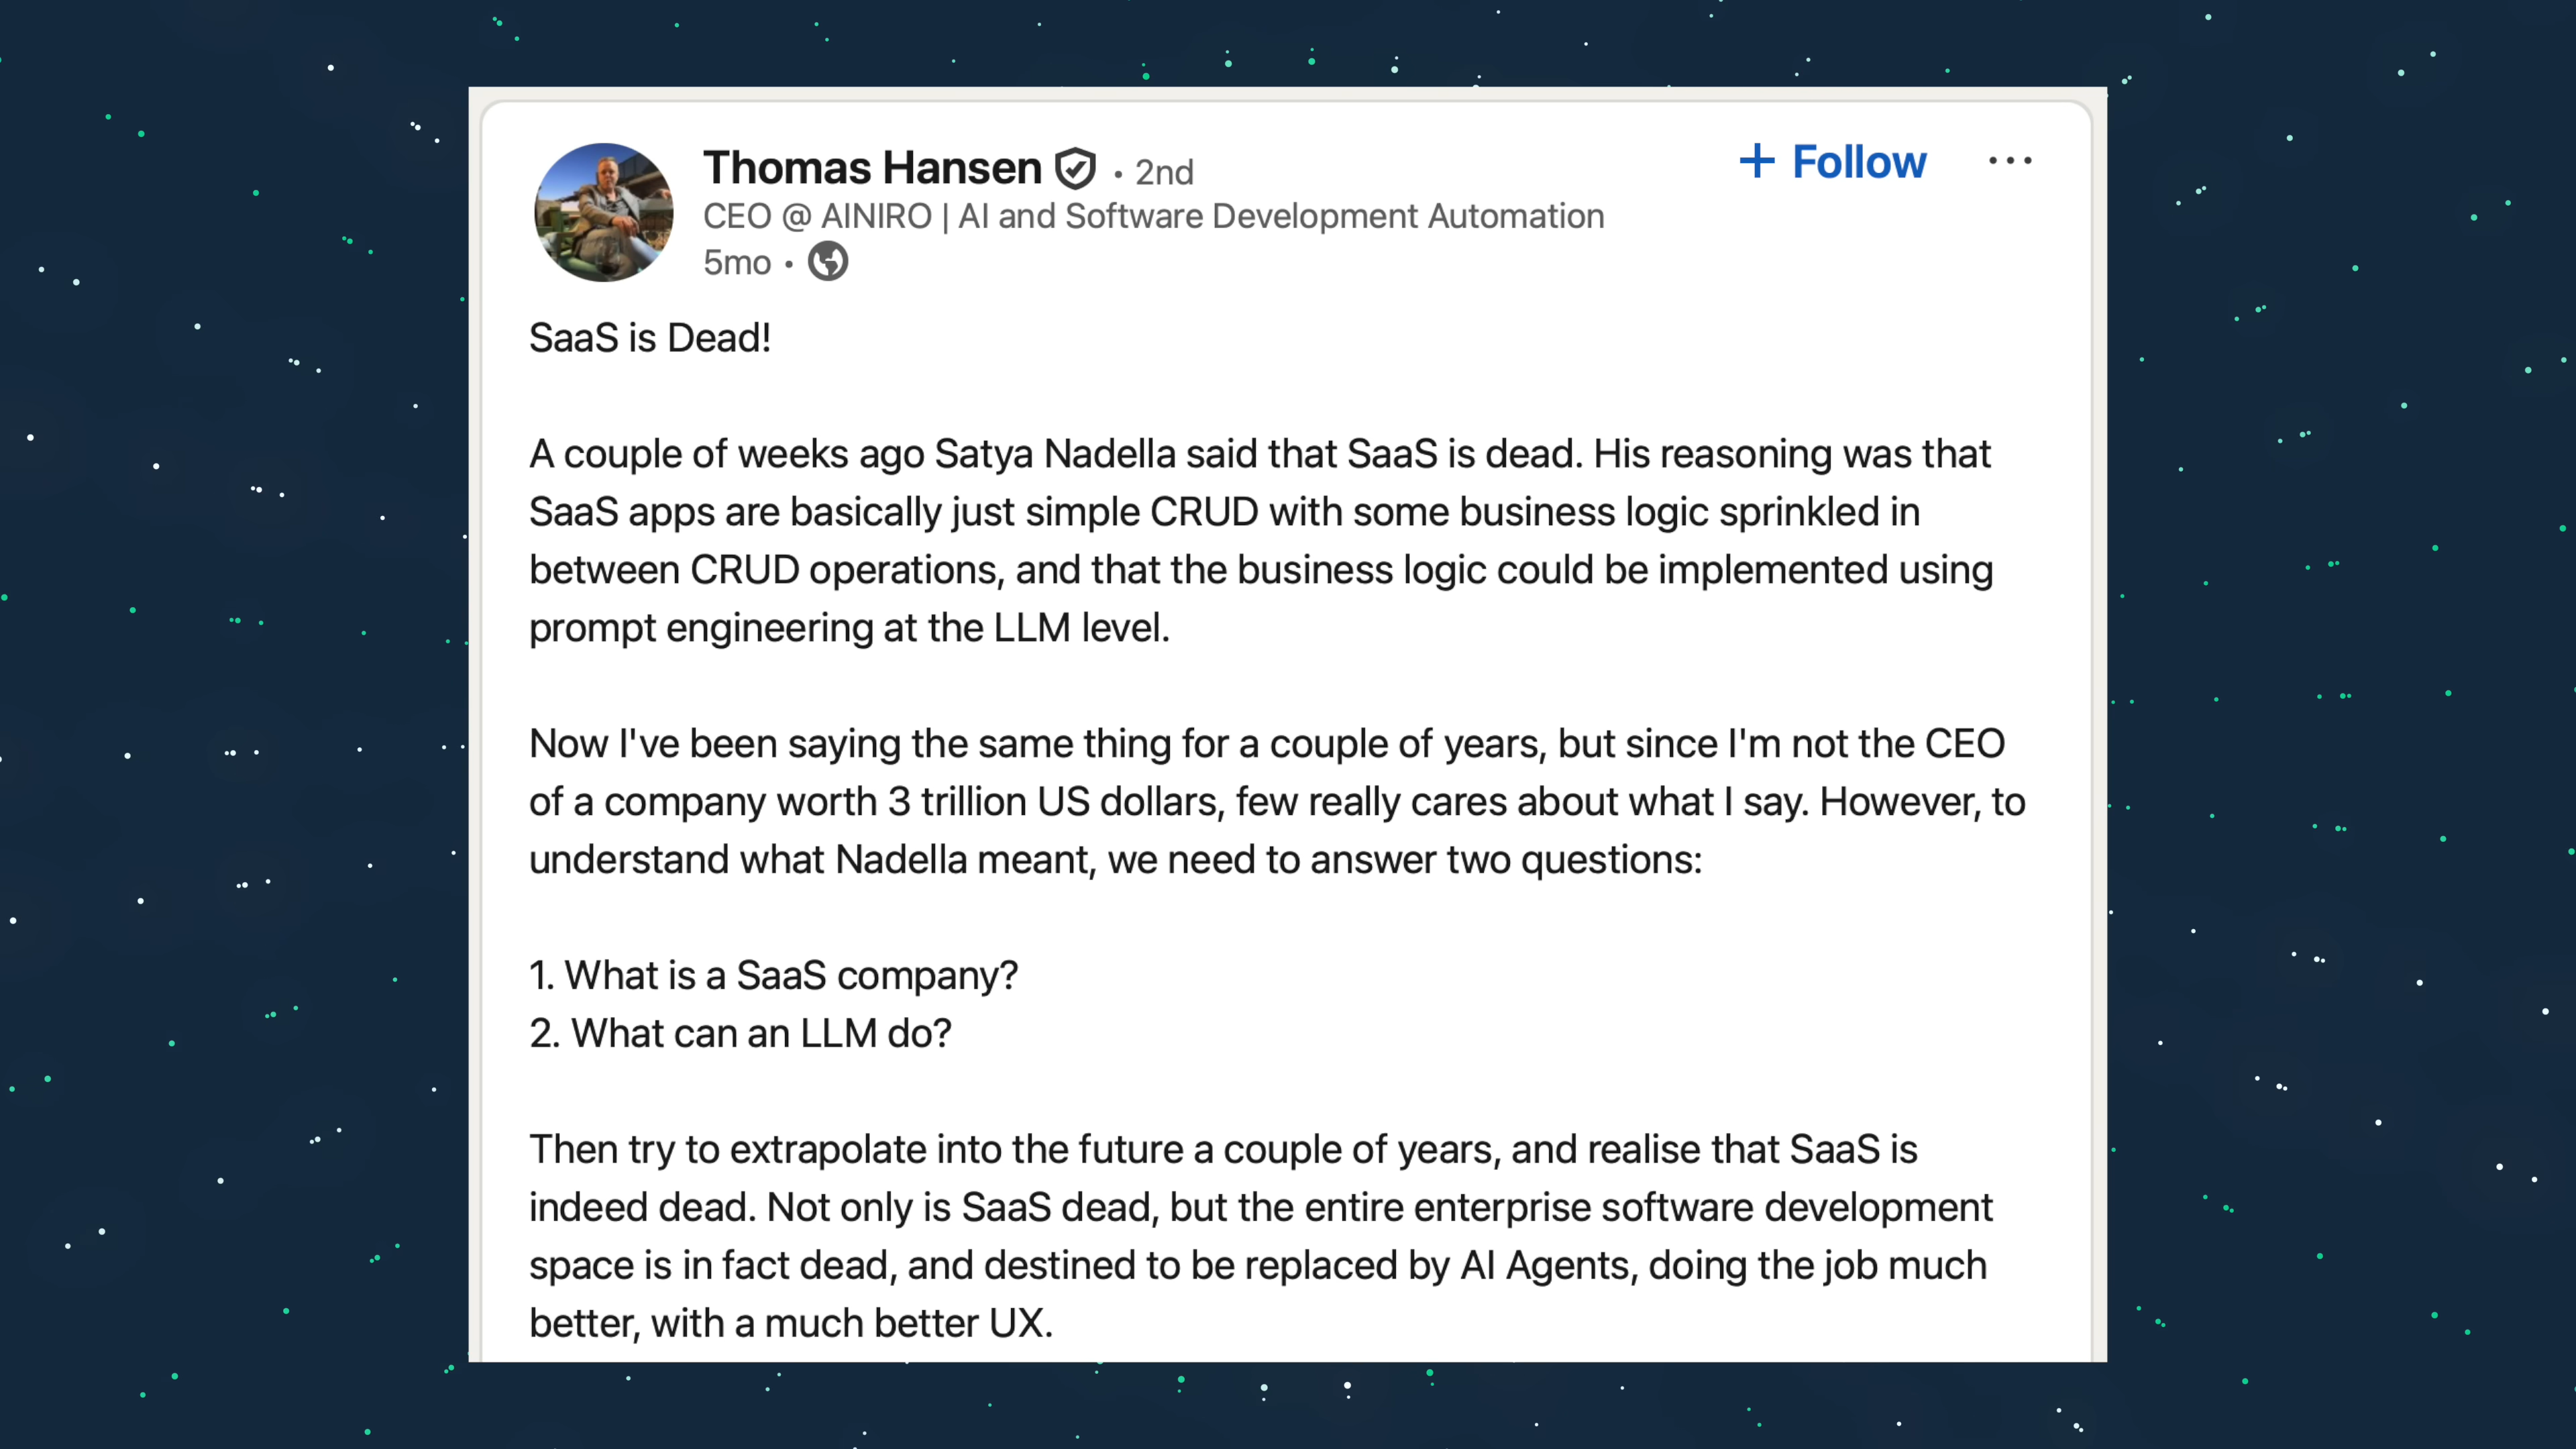 Thomas Hansen • 2nd
+ Follow
CEO @ AINIRO | AI and Software Development Automation
5mo •
SaaS is Dead!
A couple of weeks ago Satya Nadella said that SaaS is dead. His reasoning was that
SaaS apps are basically just simple CRUD with some business logic sprinkled in
between CRUD operations, and that the business logic could be implemented using
prompt engineering at the LLM level.
Now I've been saying the same thing for a couple of years, but since I'm not the CEO
of a company worth 3 trillion US dollars, few really cares about what I say. However, to
understand what Nadella meant, we need to answer two questions:
1. What is a SaaS company?
2. What can an LLM do?
Then try to extrapolate into the future a couple of years, and realise that SaaS is
indeed dead. Not only is SaaS dead, but the entire enterprise software development
space is in fact dead, and destined to be replaced by AI Agents, doing the job much
better, with a much better UX.